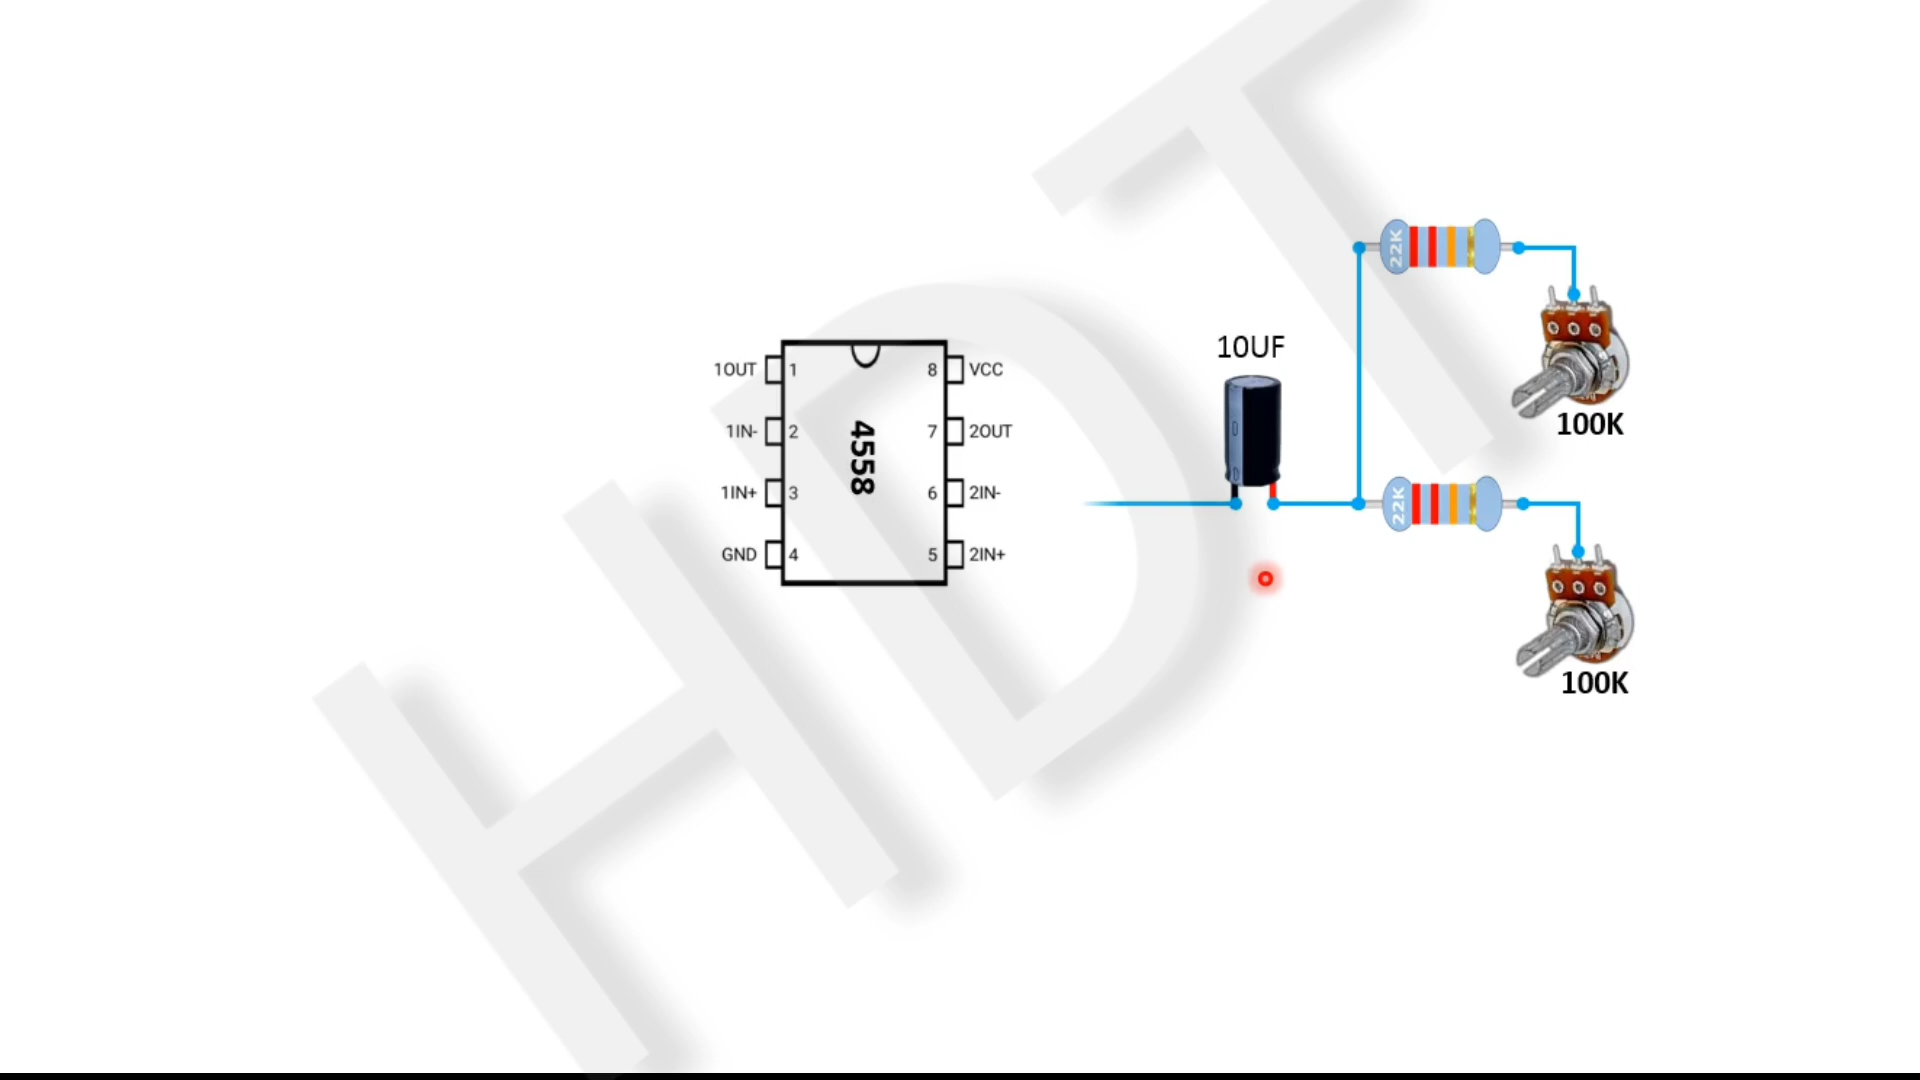 HDT
1OUT 1 8 VCC
1IN- 2 7 2OUT
1IN+ 3 6 2IN-
GND 4 5 2IN+
4558
10UF
22K
100K
22K
100K